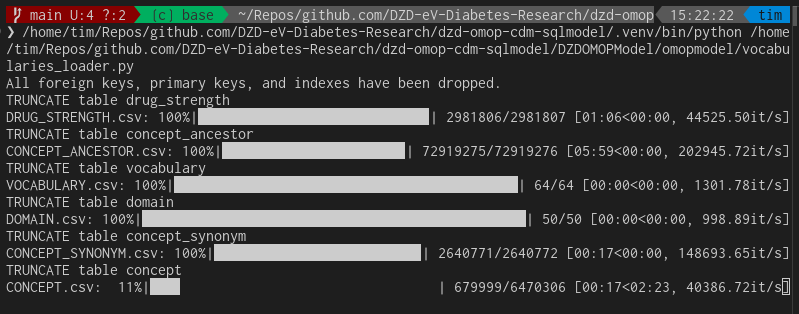 main U:4 ?:2 (c) base ~/Repos/github.com/DZD-eV-Diabetes-Research/dzd-omop 15:22:22 tim
❯ /home/tim/Repos/github.com/DZD-eV-Diabetes-Research/dzd-omop-cdm-sqlmodel/.venv/bin/python /home
/tim/Repos/github.com/DZD-eV-Diabetes-Research/dzd-omop-cdm-sqlmodel/DZDOMOPModel/omopmodel/vocabu
laries_loader.py
All foreign keys, primary keys, and indexes have been dropped.
TRUNCATE table drug_strength
DRUG_STRENGTH.csv: 100%| | 2981806/2981807 [01:06<00:00, 44525.50it/s]
TRUNCATE table concept_ancestor
CONCEPT_ANCESTOR.csv: 100%| | 72919275/72919276 [05:59<00:00, 202945.72it/s]
TRUNCATE table vocabulary
VOCABULARY.csv: 100%| | 64/64 [00:00<00:00, 1301.78it/s]
TRUNCATE table domain
DOMAIN.csv: 100%| | 50/50 [00:00<00:00, 998.89it/s]
TRUNCATE table concept_synonym
CONCEPT_SYNONYM.csv: 100%| | 2640771/2640772 [00:17<00:00, 148693.65it/s]
TRUNCATE table concept
CONCEPT.csv: 11%| | 679999/6470306 [00:17<02:23, 40386.72it/s]